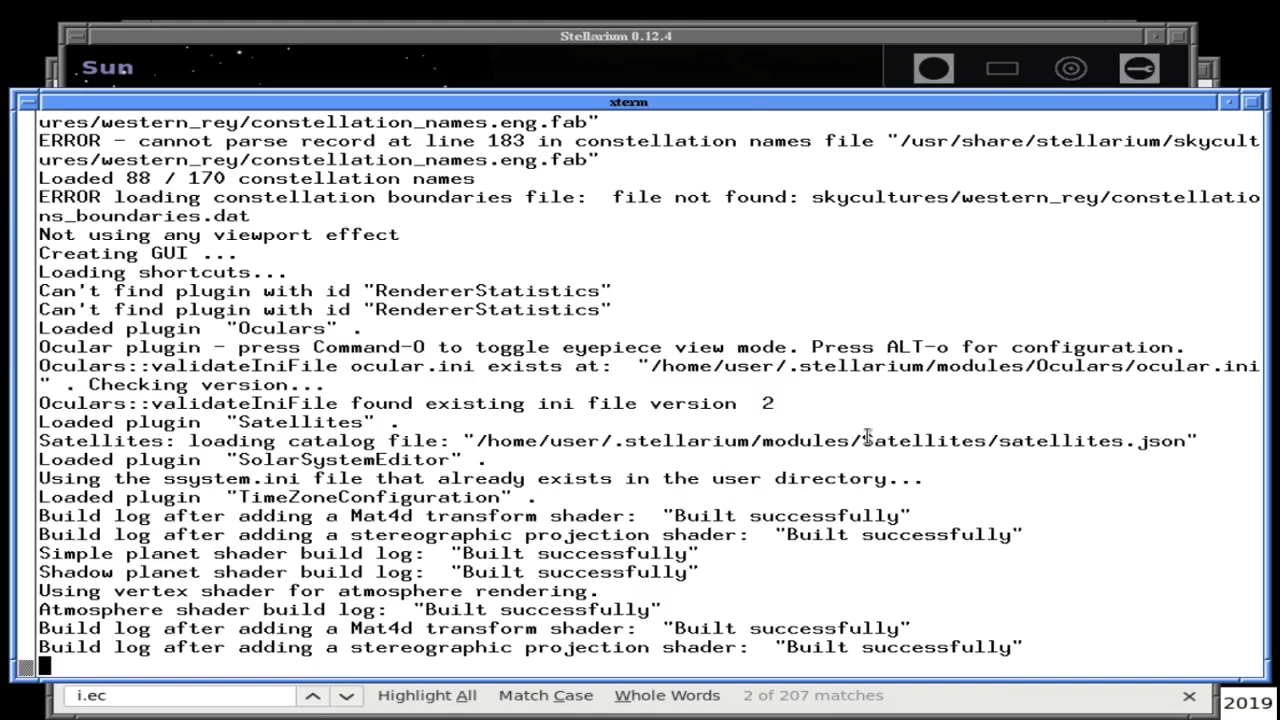 Stellarium 0.12.4
Sun
xterm
ures/western_rey/constellation_names.eng.fab"
ERROR - cannot parse record at line 183 in constellation names file "/usr/share/stellarium/skycult
ures/western_rey/constellation_names.eng.fab"
Loaded 88 / 170 constellation names
ERROR loading constellation boundaries file:  file not found: skycultures/western_rey/constellatio
ns_boundaries.dat
Not using any viewport effect
Creating GUI ...
Loading shortcuts...
Can't find plugin with id "RendererStatistics"
Can't find plugin with id "RendererStatistics"
Loaded plugin  "Oculars" .
Ocular plugin - press Command-O to toggle eyepiece view mode. Press ALT-o for configuration.
Oculars::validateIniFile ocular.ini exists at:  "/home/user/.stellarium/modules/Oculars/ocular.ini
" . Checking version...
Oculars::validateIniFile found existing ini file version  2
Loaded plugin  "Satellites" .
Satellites: loading catalog file: "/home/user/.stellarium/modules/Satellites/satellites.json"
Loaded plugin  "SolarSystemEditor" .
Using the ssystem.ini file that already exists in the user directory...
Loaded plugin  "TimeZoneConfiguration" .
Build log after adding a Mat4d transform shader:  "Built successfully"
Build log after adding a stereographic projection shader:  "Built successfully"
Simple planet shader build log:  "Built successfully"
Shadow planet shader build log:  "Built successfully"
Using vertex shader for atmosphere rendering.
Atmosphere shader build log:  "Built successfully"
Build log after adding a Mat4d transform shader:  "Built successfully"
Build log after adding a stereographic projection shader:  "Built successfully"
i.ec Highlight All Match Case Whole Words 2 of 207 matches
2019